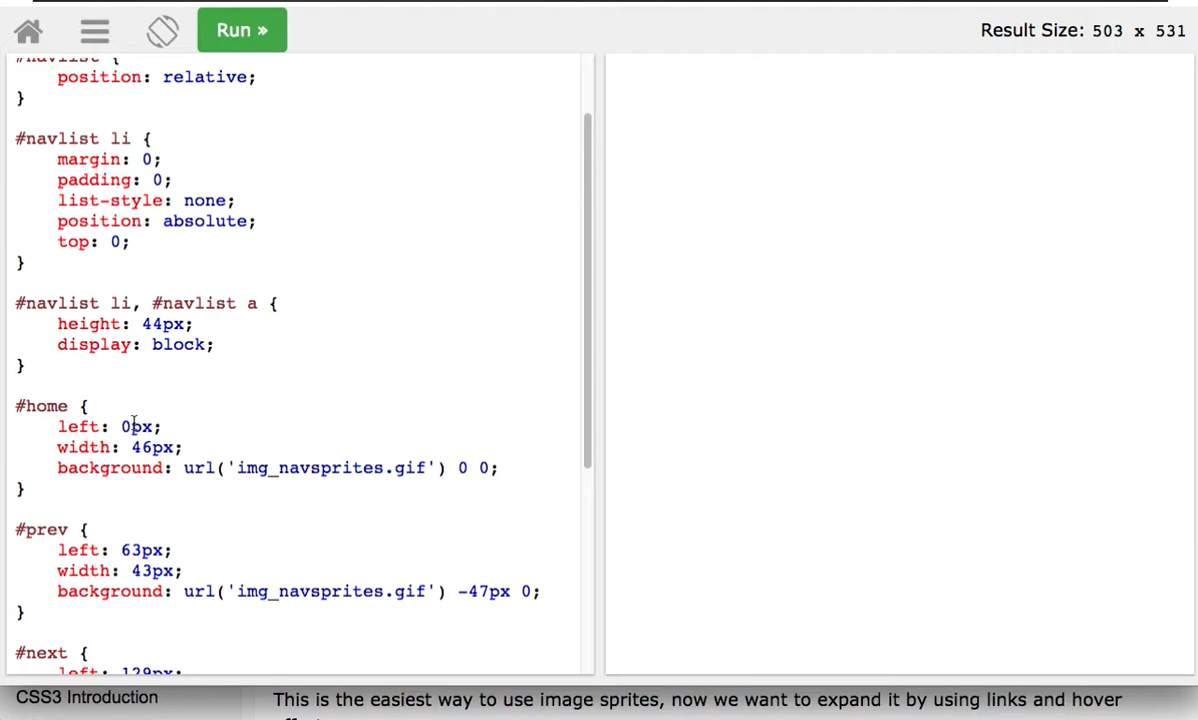 Run »
Result Size: 503 x 531
#navlist {
position: relative;
}
#navlist li {
margin: 0;
padding: 0;
list-style: none;
position: absolute;
top: 0;
}
#navlist li, #navlist a {
height: 44px;
display: block;
}
#home {
left: 0px;
width: 46px;
background: url('img_navsprites.gif') 0 0;
}
#prev {
left: 63px;
width: 43px;
background: url('img_navsprites.gif') -47px 0;
}
#next {
left: 129px;
CSS3 Introduction
This is the easiest way to use image sprites, now we want to expand it by using links and hover